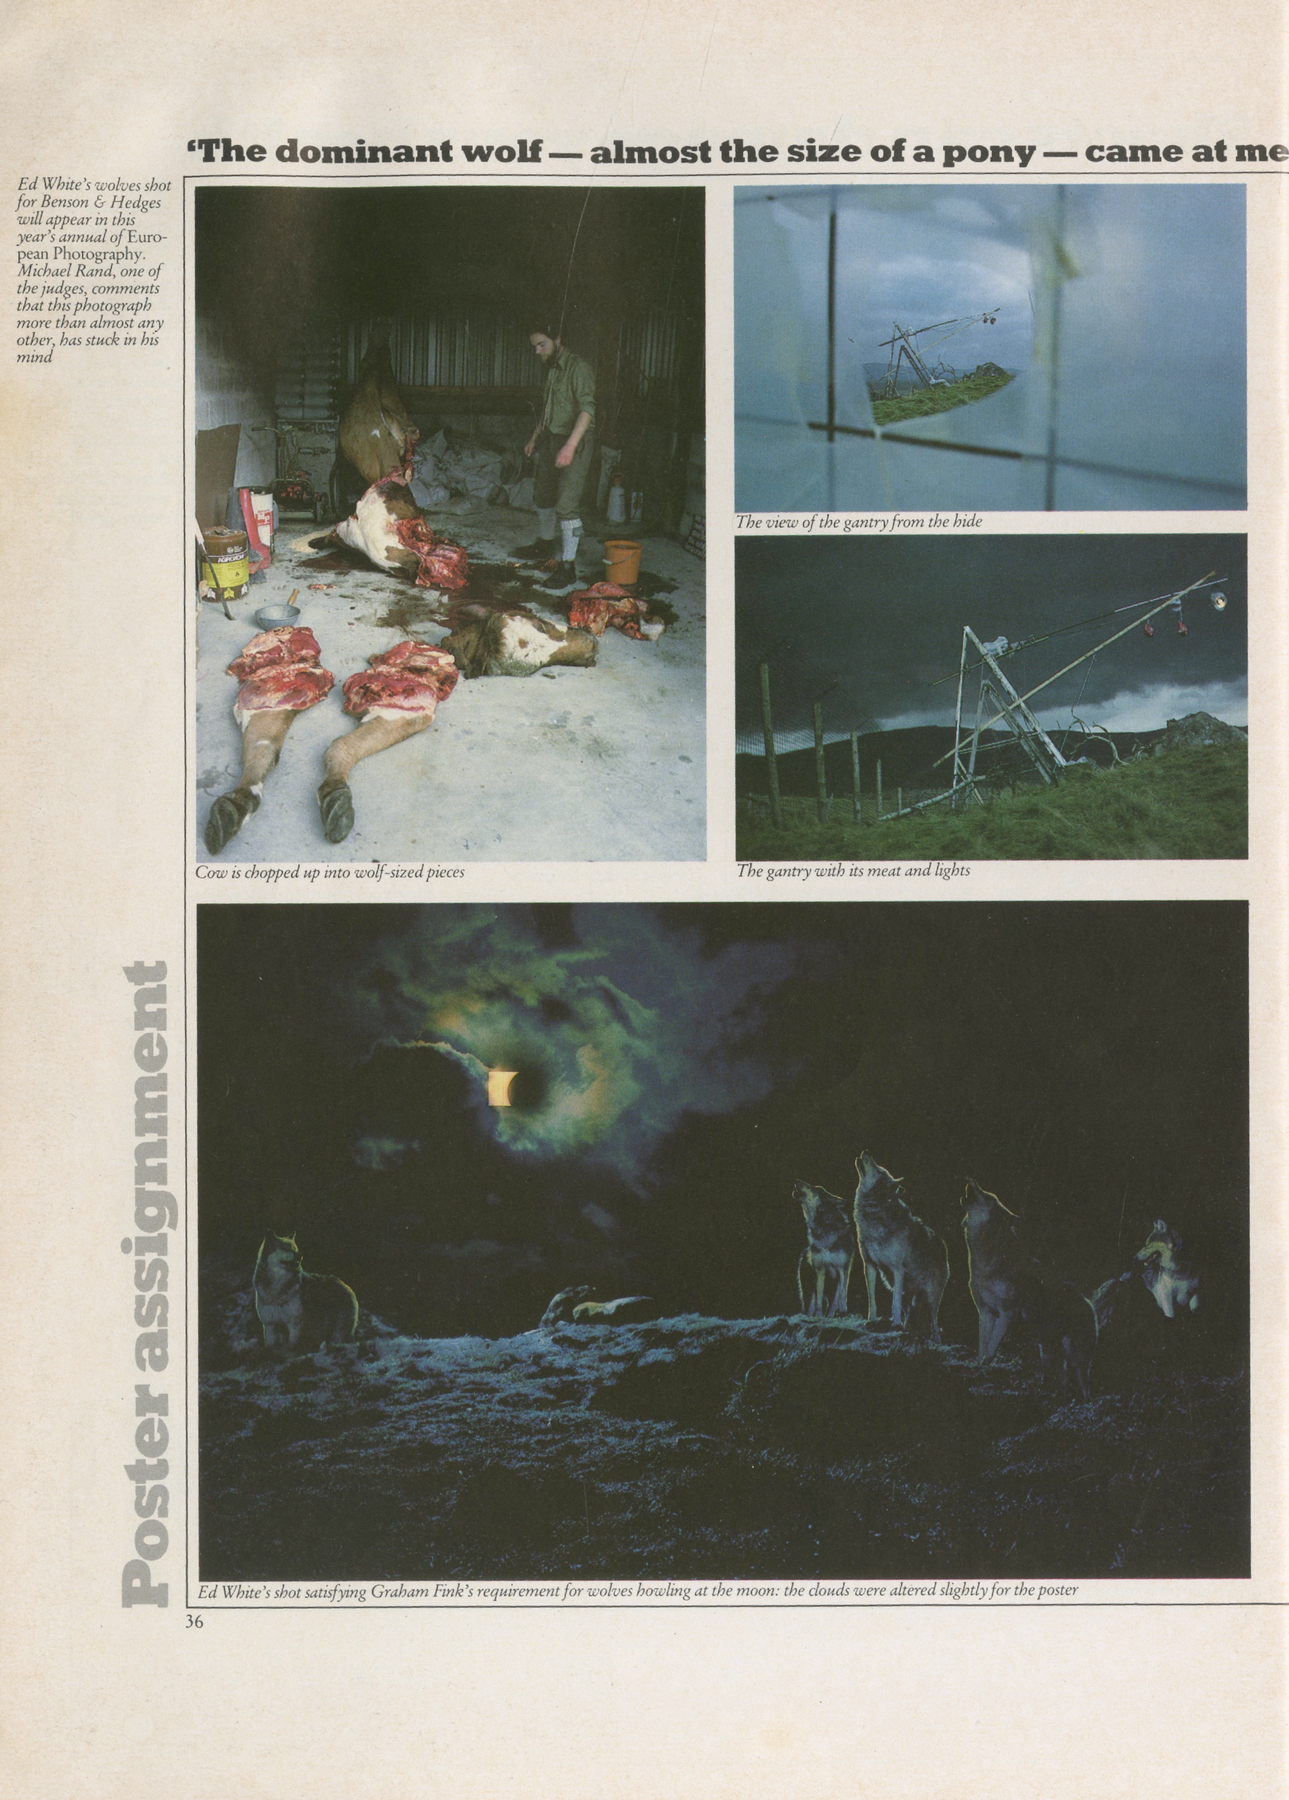 ‘The dominant wolf — almost the size of a pony — came at me
Ed White's wolves shot
for Benson & Hedges
will appear in this
year's annual of Euro-
pean Photography.
Michael Rand, one of
the judges, comments
that this photograph
more than almost any
other, has stuck in his
mind
The view of the gantry from the hide
Cow is chopped up into wolf-sized pieces
The gantry with its meat and lights
Poster assignment
Ed White's shot satisfying Graham Fink's requirement for wolves howling at the moon: the clouds were altered slightly for the poster
36